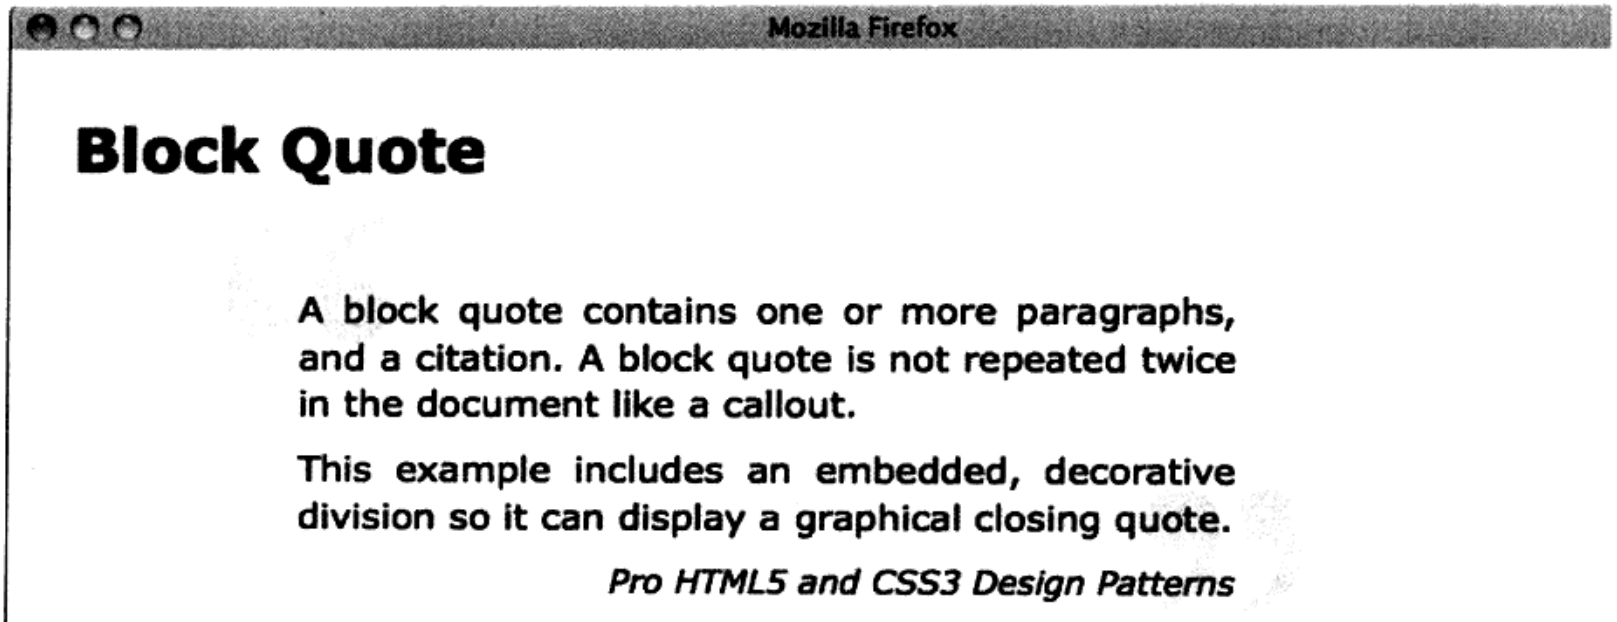 Mozilla Firefox
Block Quote
A block quote contains one or more paragraphs,
and a citation. A block quote is not repeated twice
in the document like a callout.
This example includes an embedded, decorative
division so it can display a graphical closing quote.
Pro HTML5 and CSS3 Design Patterns